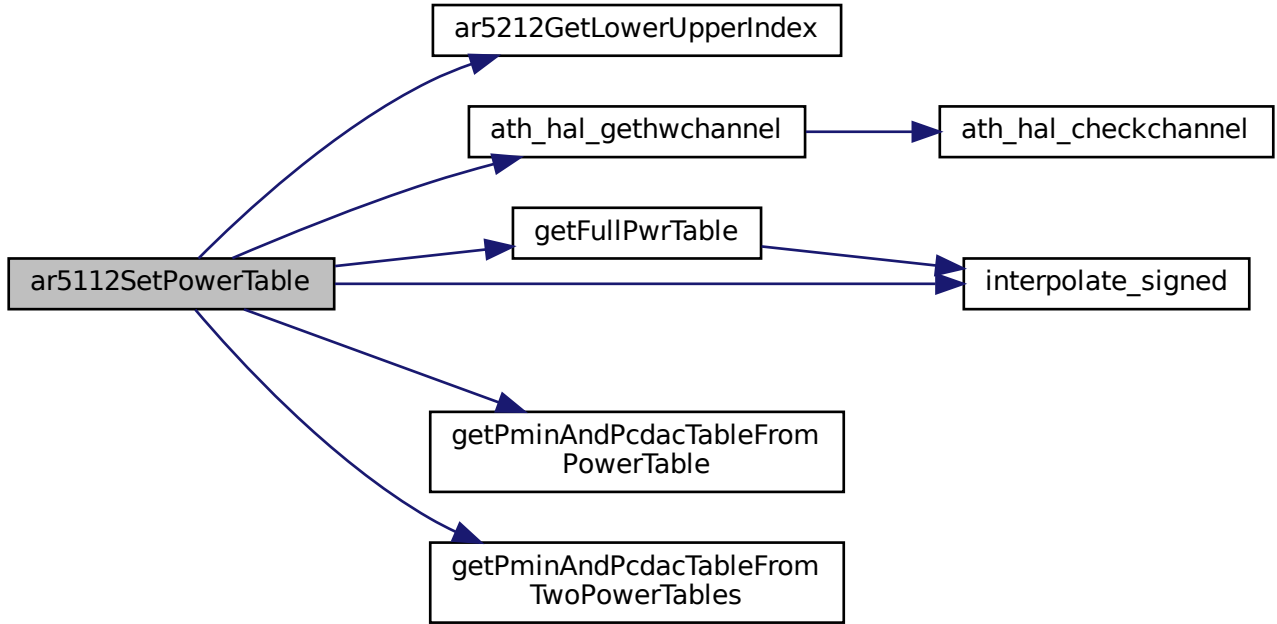 ar5212GetLowerUpperIndex
ath_hal_gethwchannel
ath_hal_checkchannel
getFullPwrTable
ar5112SetPowerTable
interpolate_signed
getPminAndPcdacTableFrom
PowerTable
getPminAndPcdacTableFrom
TwoPowerTables